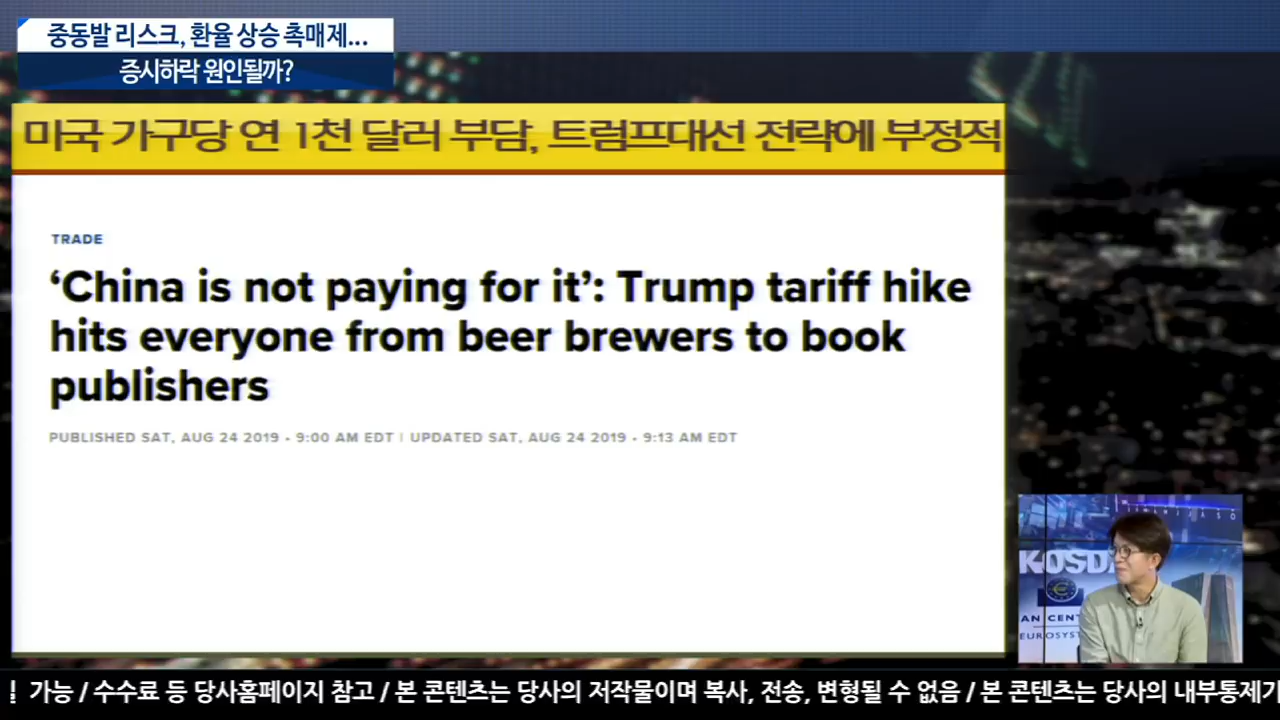 중동발 리스크, 환율 상승 촉매제...
증시하락 원인될까?
미국 가구당 연 1천 달러 부담, 트럼프대선 전략에 부정적
TRADE
‘China is not paying for it’: Trump tariff hike
hits everyone from beer brewers to book
publishers
PUBLISHED SAT, AUG 24 2019 • 9:00 AM EDT | UPDATED SAT, AUG 24 2019 • 9:13 AM EDT
KOSD
AN CENT
EUROSYST
! 가능 / 수수료 등 당사홈페이지 참고 / 본 콘텐츠는 당사의 저작물이며 복사, 전송, 변형될 수 없음 / 본 콘텐츠는 당사의 내부통제기